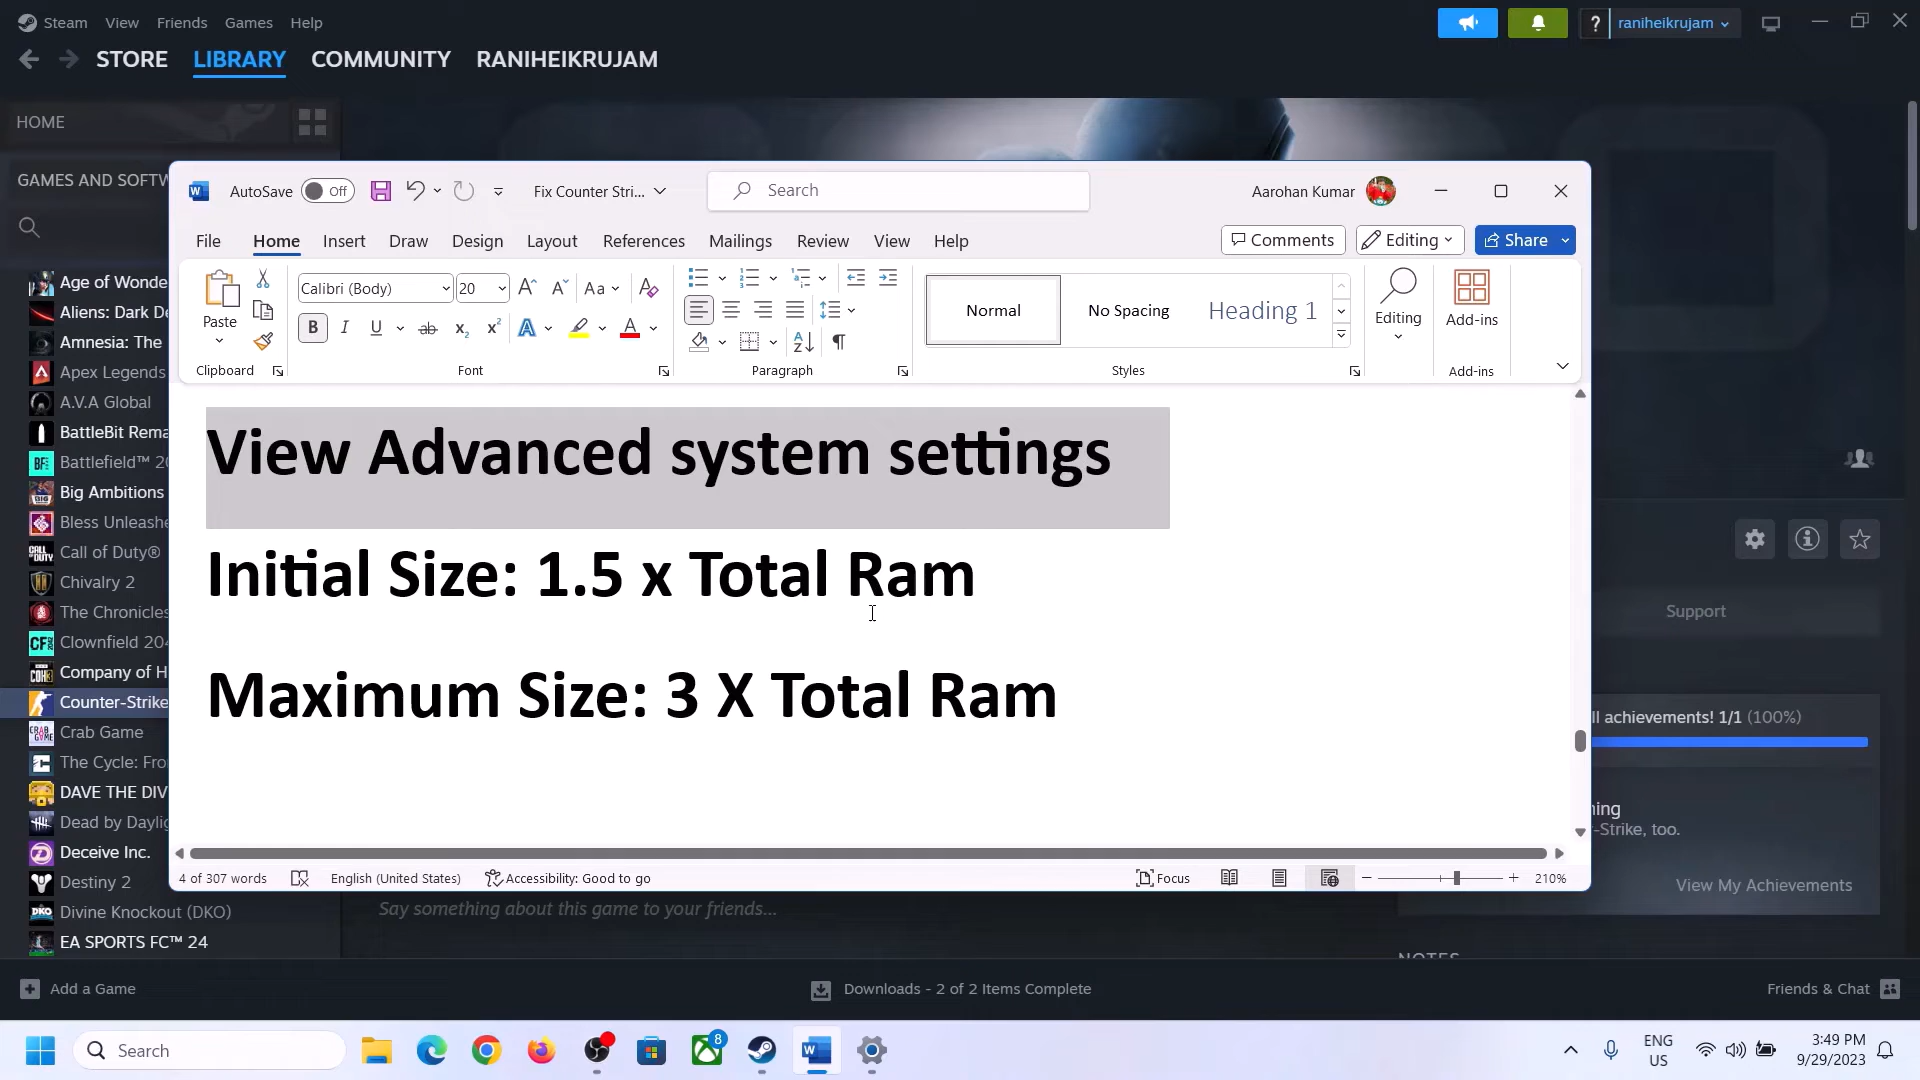 Steam View Friends Games Help
? raniheikrujam
STORE LIBRARY COMMUNITY RANIHEIKRUJAM
HOME
GAMES AND SOFTW
AutoSave Off
Fix Counter Stri...
Search
Aarohan Kumar
File Home Insert Draw Design Layout References Mailings Review View Help
Comments Editing Share
Paste
Calibri (Body) 20
Normal
No Spacing
Heading 1
Editing
Add-ins
Clipboard Font Paragraph Styles Add-ins
View Advanced system settings
Initial Size: 1.5 x Total Ram
Maximum Size: 3 X Total Ram
4 of 307 words English (United States) Accessibility: Good to go Focus 210%
Age of Wonde
Aliens: Dark De
Amnesia: The
Apex Legends
A.V.A Global
BattleBit Rema
Battlefield™ 20
Big Ambitions
Bless Unleashe
Call of Duty®
Chivalry 2
The Chronicles
Clownfield 204
Company of H
Counter-Strike
Crab Game
The Cycle: Fro
DAVE THE DIV
Dead by Daylig
Deceive Inc.
Destiny 2
Divine Knockout (DKO)
EA SPORTS FC™ 24
Support
ll achievements! 1/1 (100%)
-Strike, too.
View My Achievements
Say something about this game to your friends...
NOTES
Add a Game
Downloads - 2 of 2 Items Complete
Friends & Chat
Search
8
ENG
US
3:49 PM
9/29/2023